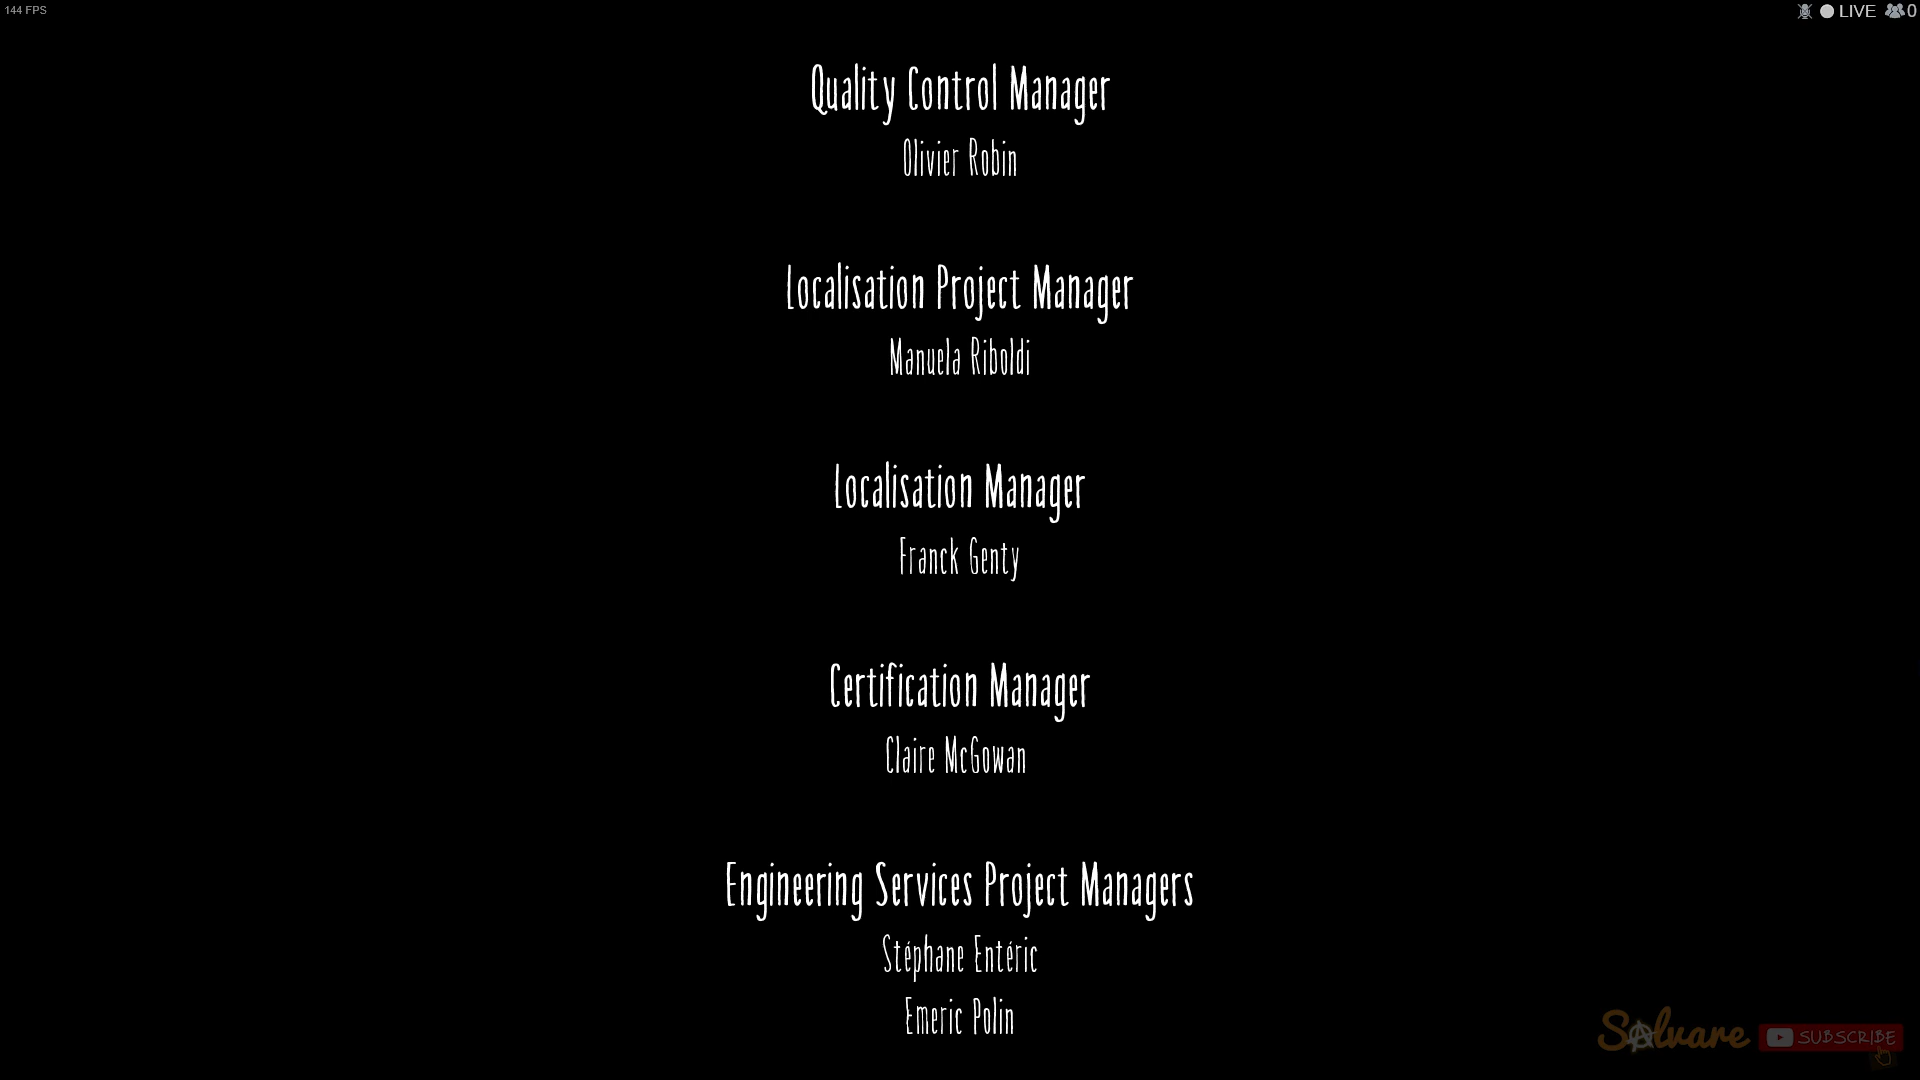 144 FPS
LIVE 0
Quality Control Manager
Olivier Robin
Localisation Project Manager
Manuela Riboldi
Localisation Manager
Franck Genty
Certification Manager
Claire McGowan
Engineering Services Project Managers
Stéphane Entéric
Emeric Polin
Salvare SUBSCRIBE